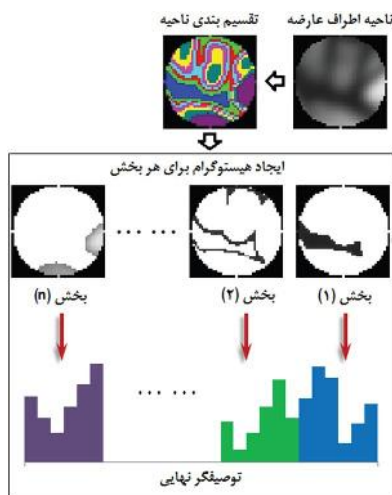 ناحیه اطراف عارضه
تقسیم بندی ناحیه
ایجاد هیستوگرام برای هر بخش
بخش (۱)
بخش (۲)
... ...
بخش (n)
... ...
توصیفگر نهایی